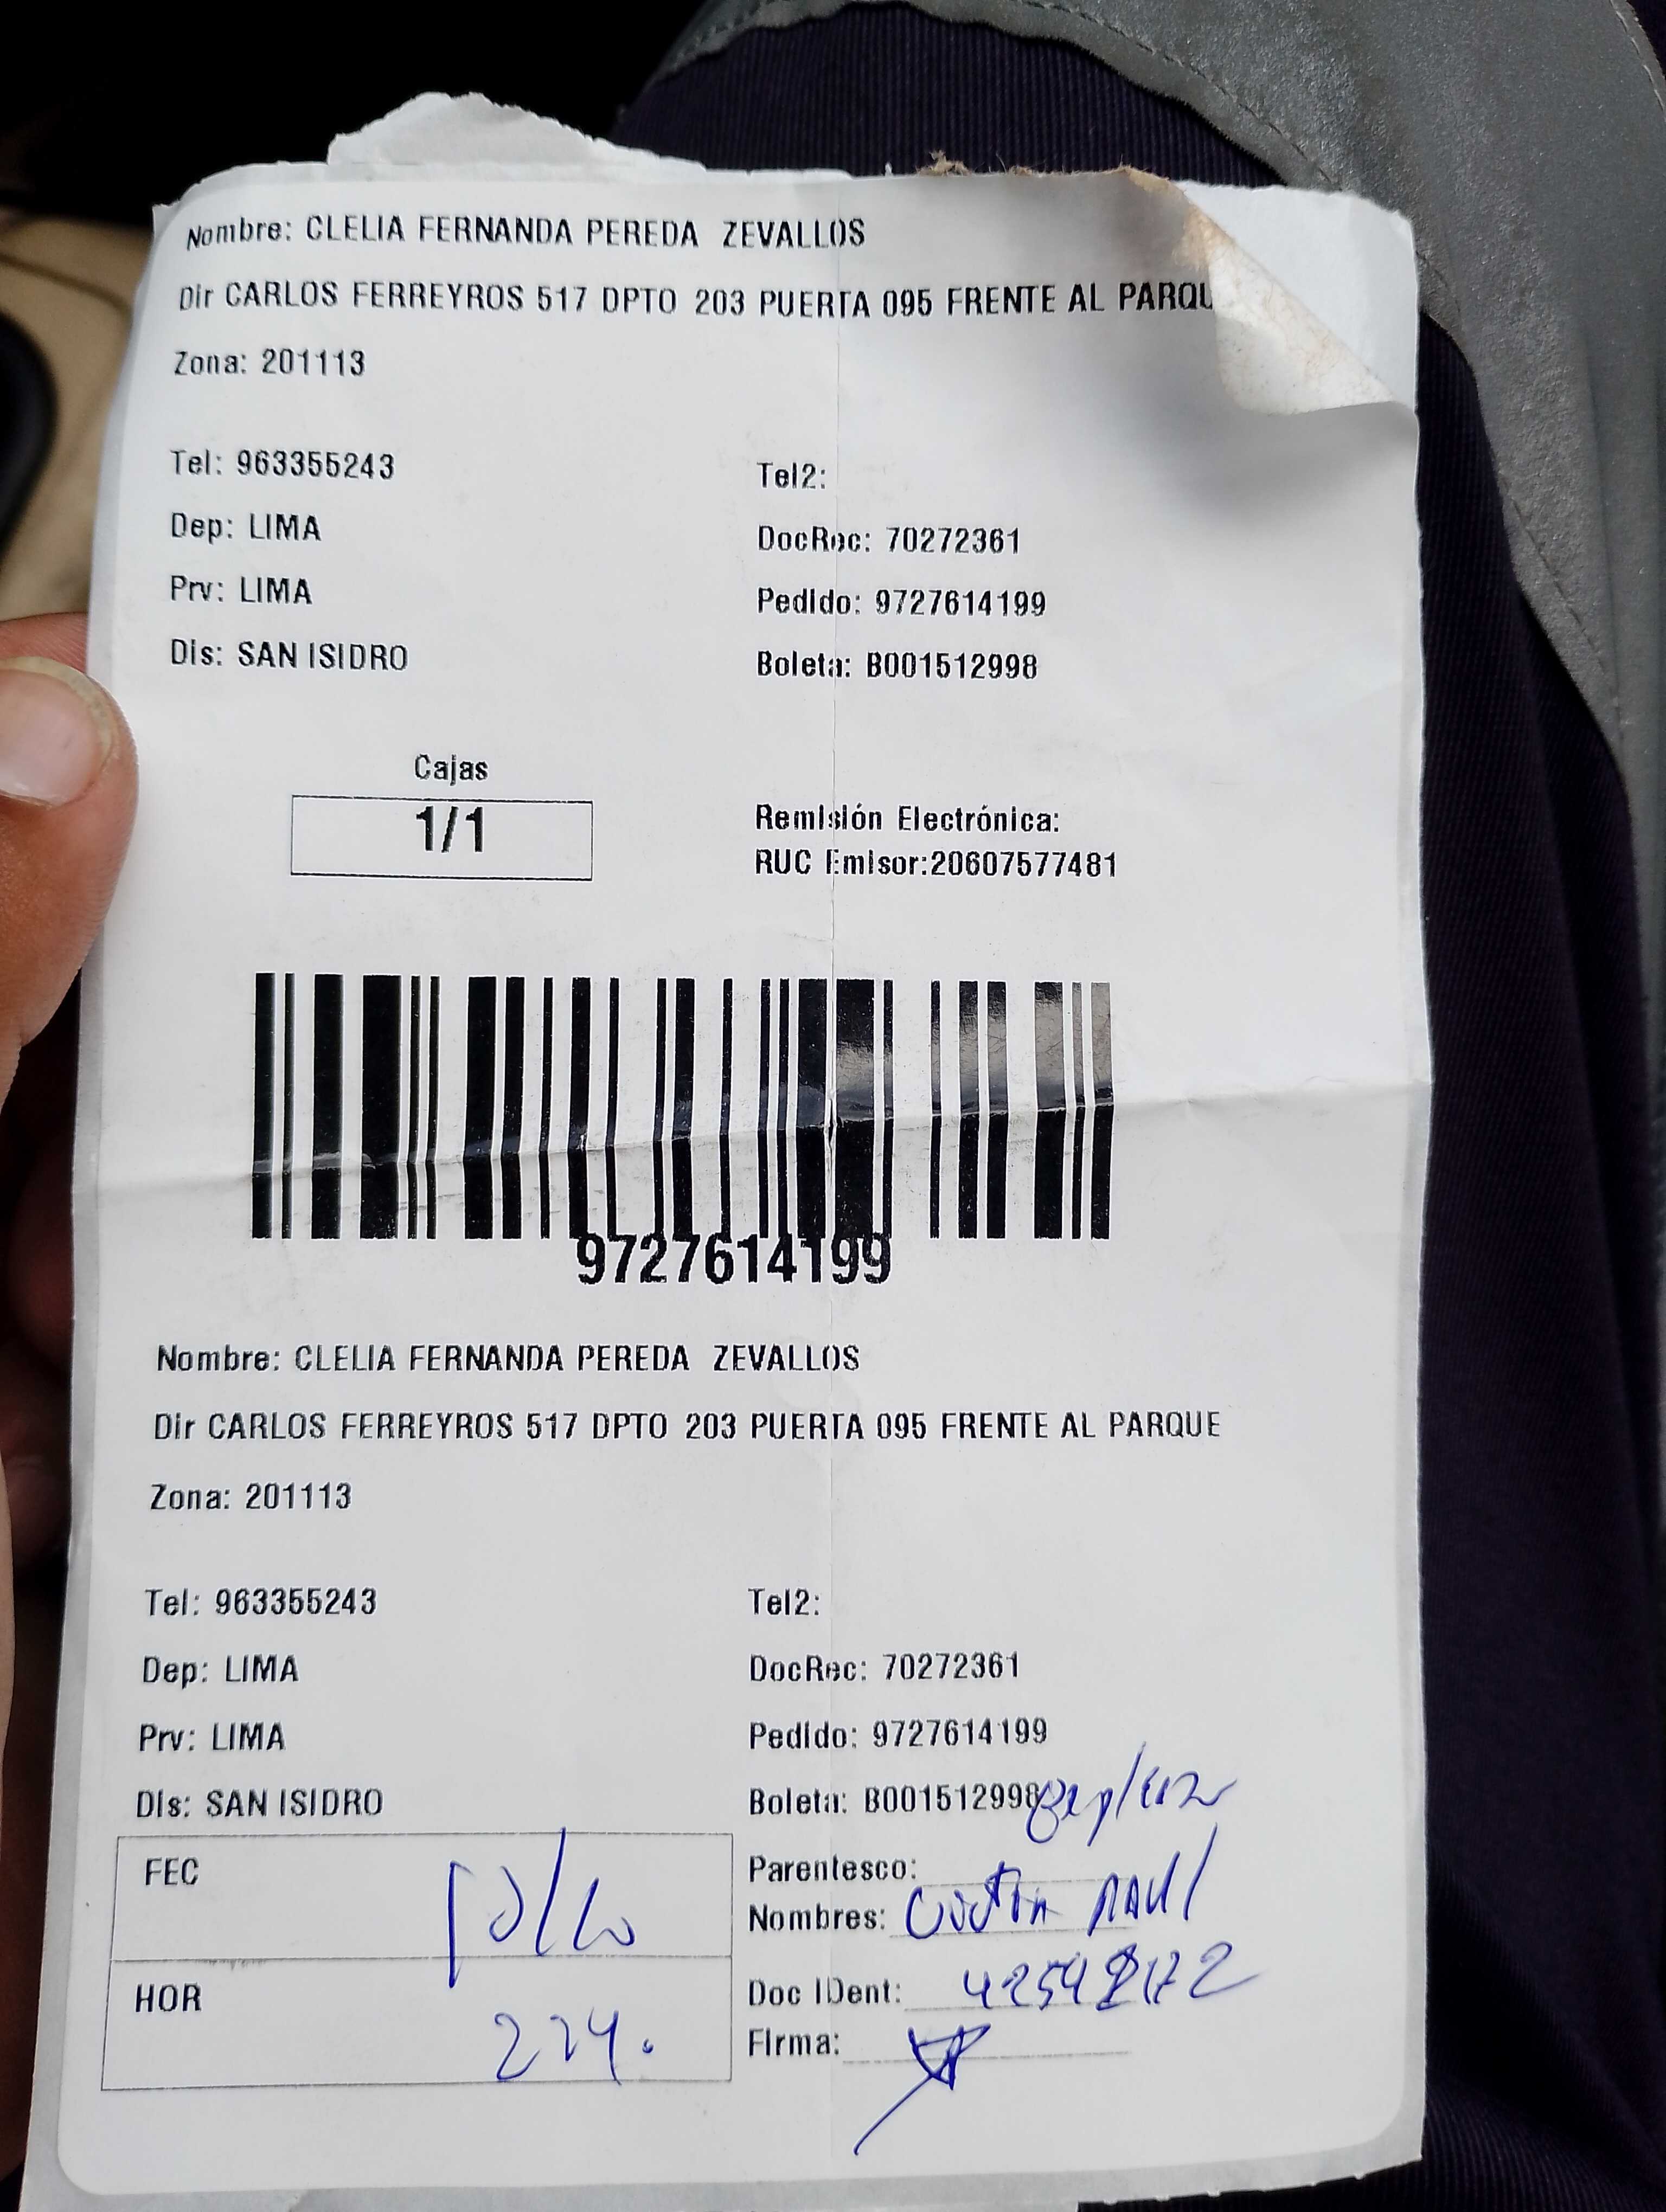 Nombre: CLELIA FERNANDA PEREDA ZEVALLOS
Dir CARLOS FERREYROS 517 DPTO 203 PUERTA 095 FRENTE AL PARQU
Zona: 201113
Tel: 963355243
Tel2:
Dep: LIMA
DocRec: 70272361
Prv: LIMA
Pedido: 9727614199
Dis: SAN ISIDRO
Boleta: B001512998
Cajas
1/1
Remisión Electrónica:
RUC Emisor:20607577481
9727614199
Nombre: CLELIA FERNANDA PEREDA ZEVALLOS
Dir CARLOS FERREYROS 517 DPTO 203 PUERTA 095 FRENTE AL PARQUE
Zona: 201113
Tel: 963355243
Tel2:
Dep: LIMA
DocRec: 70272361
Prv: LIMA
Pedido: 9727614199
Dis: SAN ISIDRO
Boleta: B001512998
FEC
Parentesco:
Nombres:
HOR
Doc IDent:
224.
Firma: